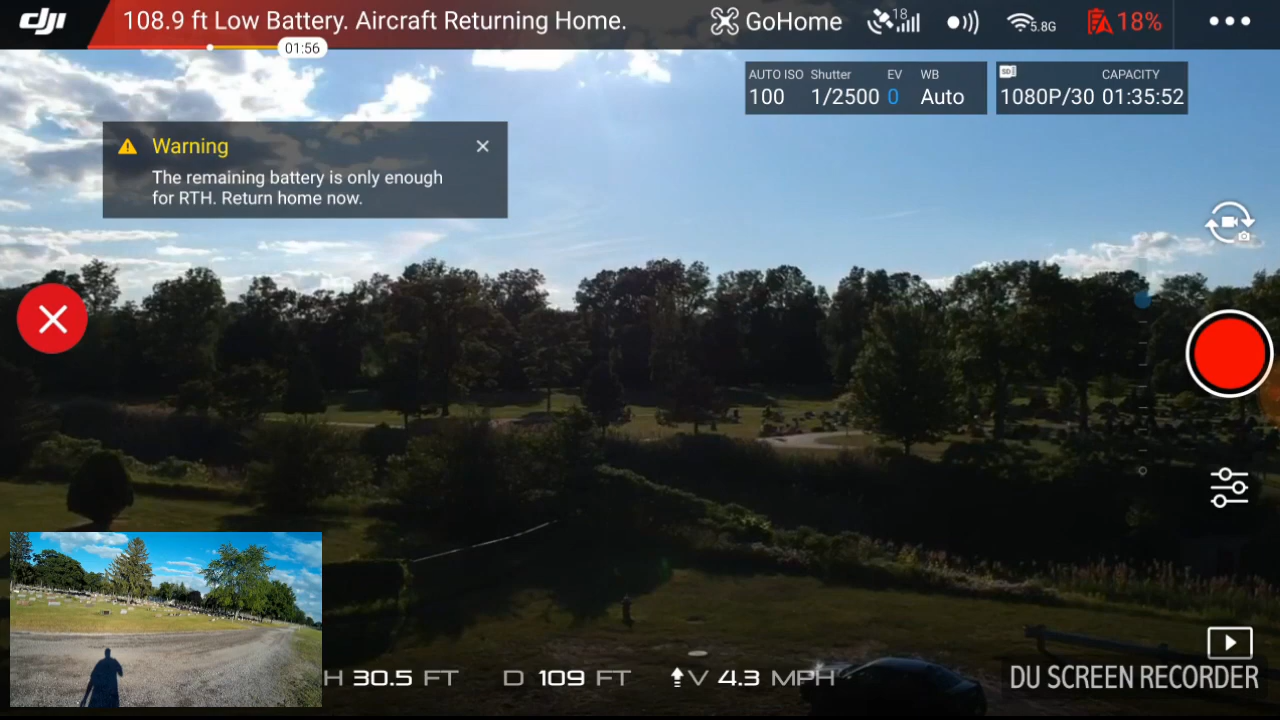 dji
108.9 ft Low Battery. Aircraft Returning Home.
GoHome
18
5.8G
18%
01:56
AUTO ISO Shutter EV WB
100 1/2500 0 Auto
SD
CAPACITY
1080P/30 01:35:52
Warning
The remaining battery is only enough
for RTH. Return home now.
H 30.5 FT D 109 FT V 4.3 MPH
DU SCREEN RECORDER